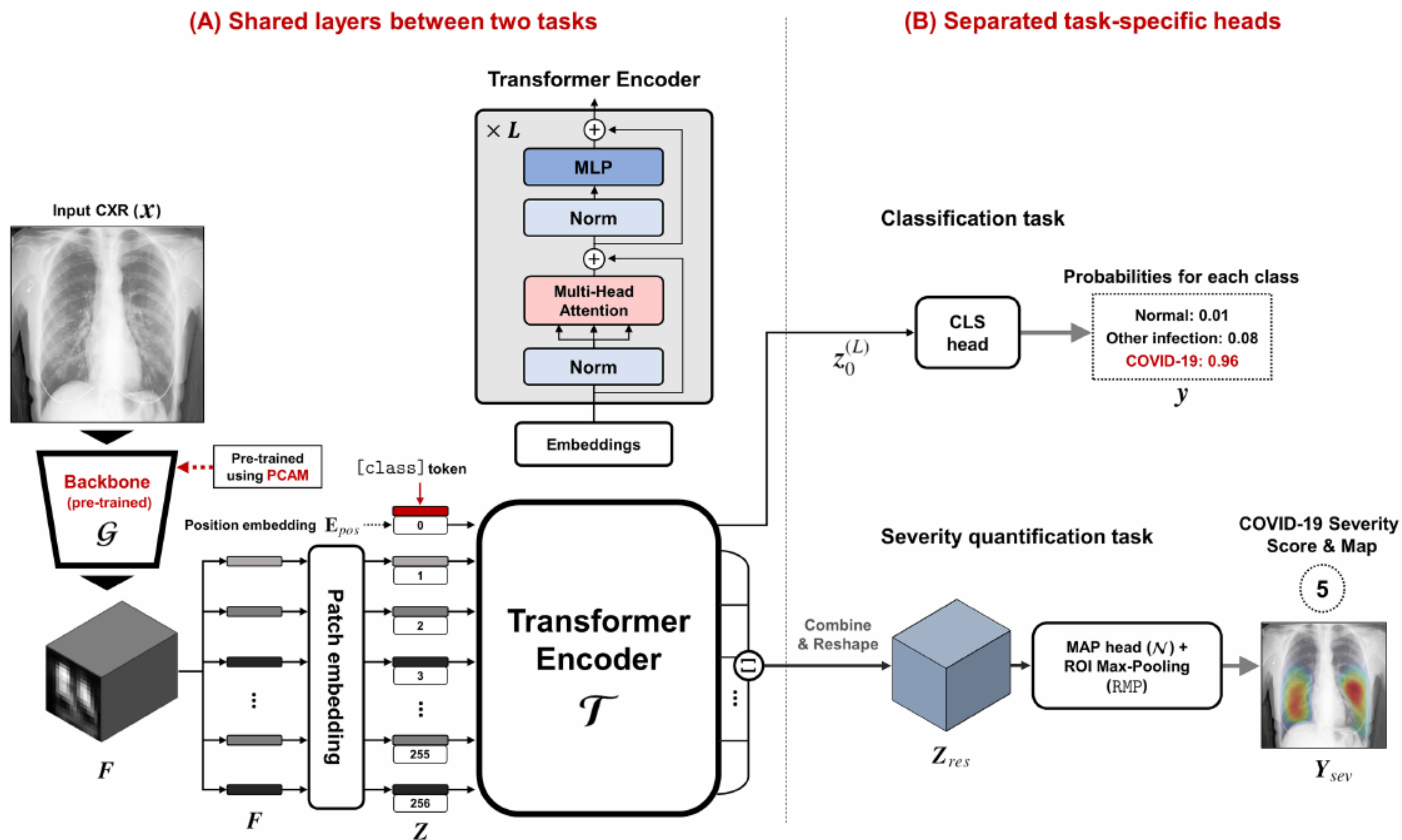 (A) Shared layers between two tasks
(B) Separated task-specific heads
Transformer Encoder
× L
MLP
Norm
Multi-Head
Attention
Norm
Embeddings
Input CXR (x)
Backbone
(pre-trained)
G
Pre-trained
using PCAM
[class] token
Position embedding E_pos
0
1
2
3
...
255
256
F
F
Patch embedding
Z
Transformer
Encoder
T
[ ]
...
Classification task
z_0^(L)
CLS
head
Probabilities for each class
Normal: 0.01
Other infection: 0.08
COVID-19: 0.96
y
Severity quantification task
Combine
& Reshape
Z_res
MAP head (N) +
ROI Max-Pooling
(RMP)
COVID-19 Severity
Score & Map
5
Y_sev